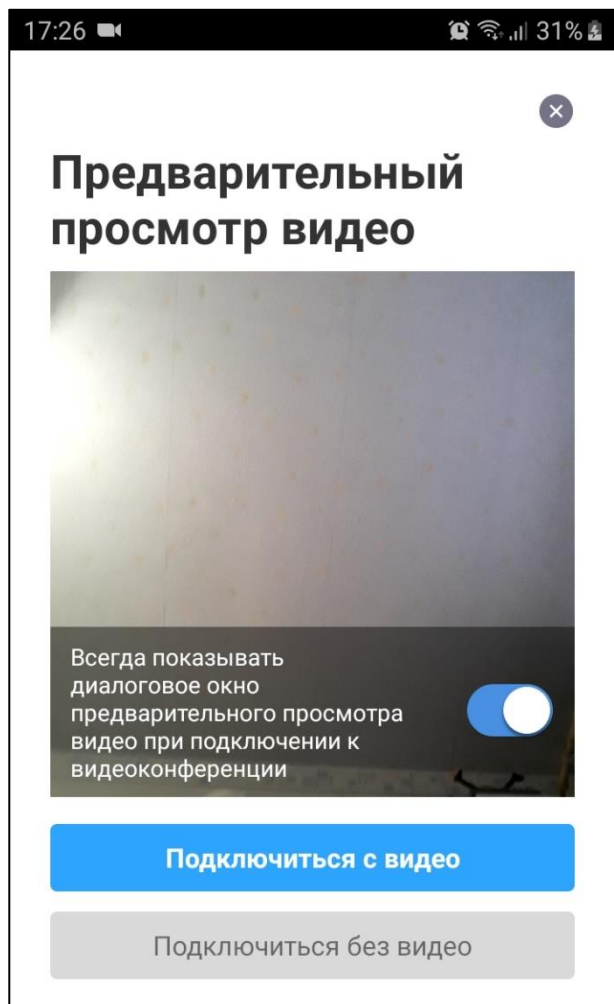 17:26 31%
Предварительный
просмотр видео
Всегда показывать
диалоговое окно
предварительного просмотра
видео при подключении к
видеоконференции
Подключиться с видео
Подключиться без видео